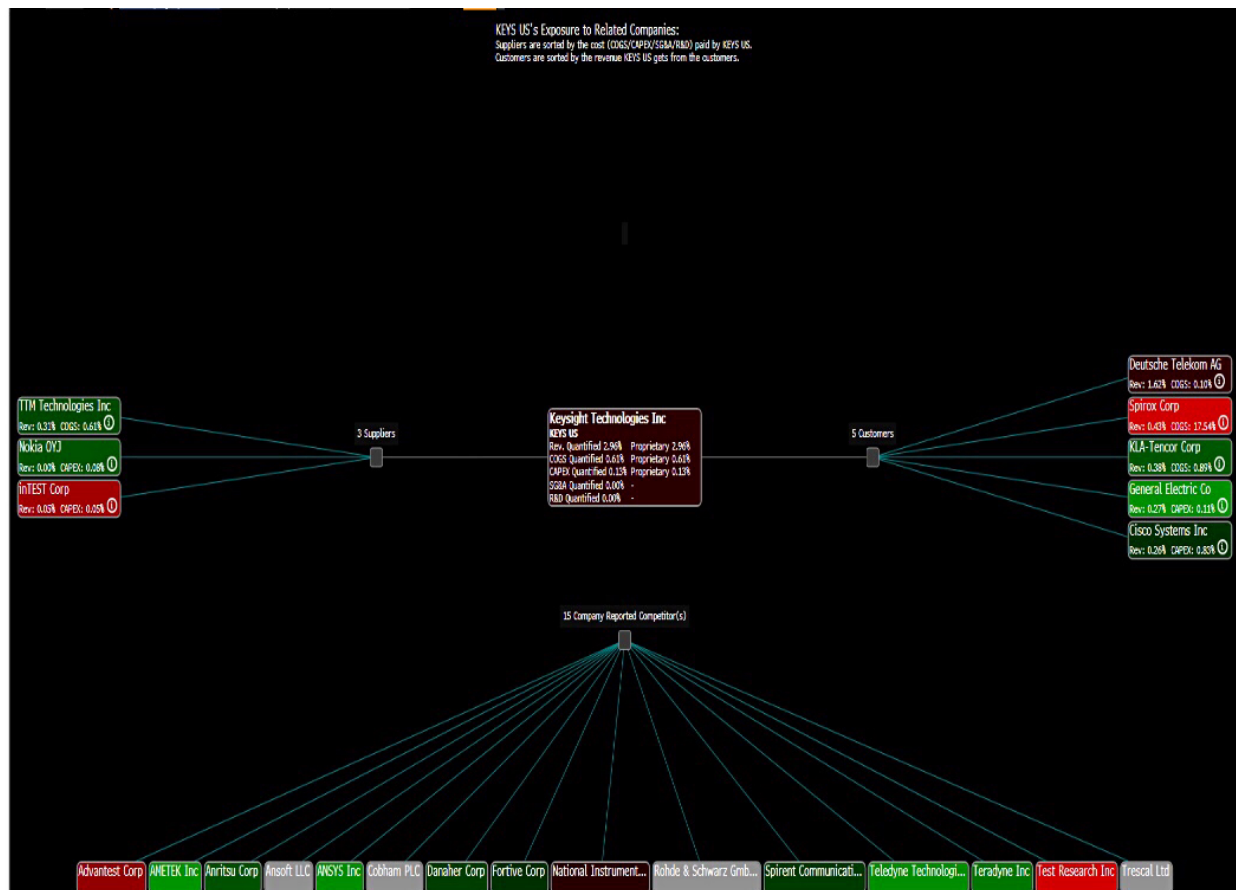 KEYS US's Exposure to Related Companies:
Suppliers are sorted by the cost (COGS/CAPEX/SG&A/R&D) paid by KEYS US.
Customers are sorted by the revenue KEYS US gets from the customers.
TTM Technologies Inc
Rev: 0.31% COGS: 0.61%
Nokia OYJ
Rev: 0.00% CAPEX: 0.08%
inTEST Corp
Rev: 0.05% CAPEX: 0.05%
3 Suppliers
Keysight Technologies Inc
KEYS US
Rev. Quantified 2.96% Proprietary 2.96%
COGS Quantified 0.61% Proprietary 0.61%
CAPEX Quantified 0.13% Proprietary 0.13%
SG&A Quantified 0.00% -
R&D Quantified 0.00% -
5 Customers
Deutsche Telekom AG
Rev: 1.62% COGS: 0.10%
Spirox Corp
Rev: 0.43% COGS: 17.54%
KLA-Tencor Corp
Rev: 0.38% COGS: 0.89%
General Electric Co
Rev: 0.27% CAPEX: 0.11%
Cisco Systems Inc
Rev: 0.26% CAPEX: 0.83%
15 Company Reported Competitor(s)
Advantest Corp
AMETEK Inc
Anritsu Corp
Ansoft LLC
ANSYS Inc
Cobham PLC
Danaher Corp
Fortive Corp
National Instrument...
Rohde & Schwarz Gmb...
Spirent Communicati...
Teledyne Technologi...
Teradyne Inc
Test Research Inc
Trescal Ltd